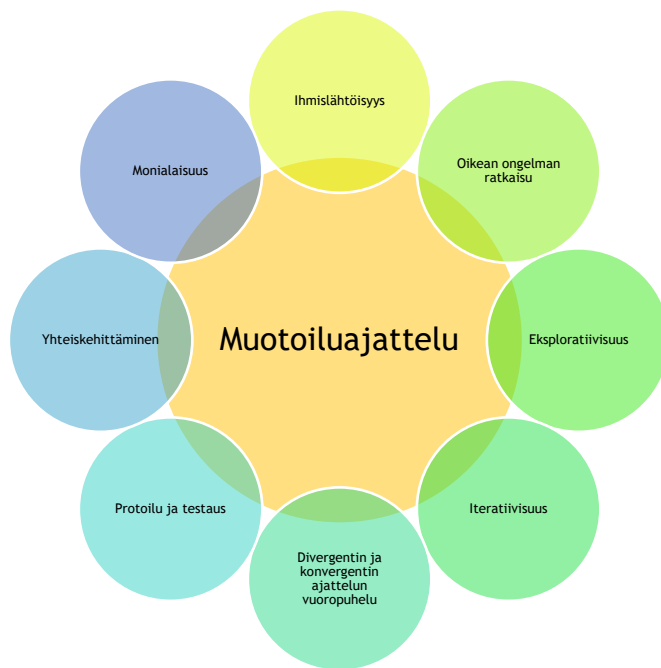 Ihmislähtöisyys
Oikean ongelman
ratkaisu
Eksploratiivisuus
Iteratiivisuus
Divergentin ja
konvergentin
ajattelun
vuoropuhelu
Protoilu ja testaus
Yhteiskehittäminen
Monialaisuus
Muotoiluajattelu